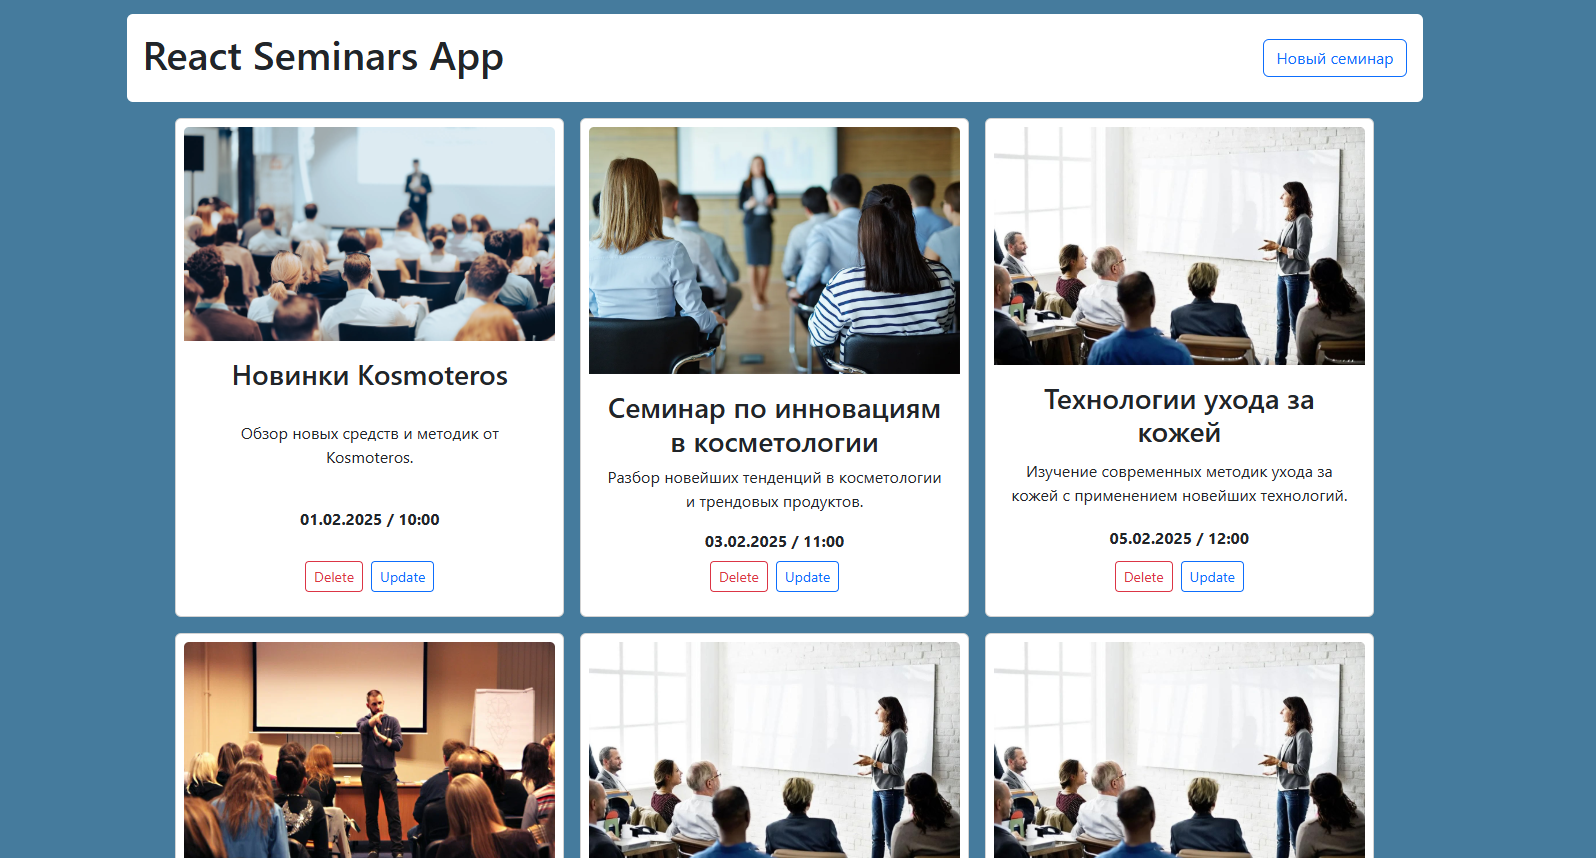 React Seminars App
Новый семинар
Новинки Kosmoteros
Обзор новых средств и методик от
Kosmoteros.
01.02.2025 / 10:00
Delete
Update
Семинар по инновациям
в косметологии
Разбор новейших тенденций в косметологии
и трендовых продуктов.
03.02.2025 / 11:00
Delete
Update
Технологии ухода за
кожей
Изучение современных методик ухода за
кожей с применением новейших технологий.
05.02.2025 / 12:00
Delete
Update